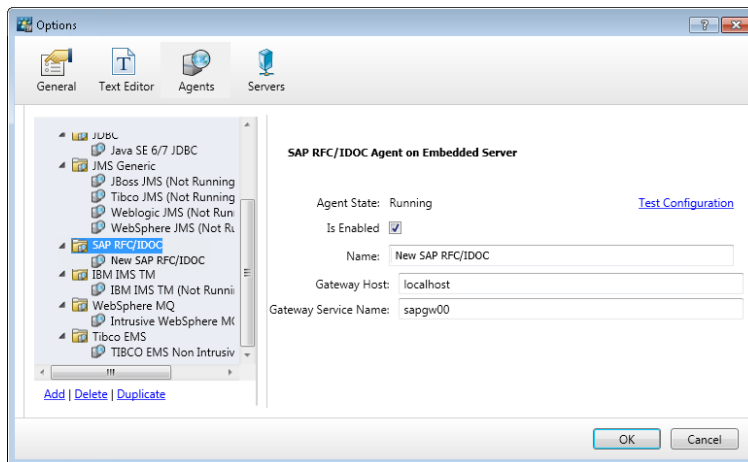 Options
General
Text Editor
Agents
Servers
JDBC
Java SE 6/7 JDBC
JMS Generic
JBoss JMS (Not Running
Tibco JMS (Not Running
Weblogic JMS (Not Run
WebSphere JMS (Not Ru
SAP RFC/IDOC
New SAP RFC/IDOC
IBM IMS TM
IBM IMS TM (Not Runni
WebSphere MQ
Intrusive WebSphere M
Tibco EMS
TIBCO EMS Non Intrusiv
Add | Delete | Duplicate
SAP RFC/IDOC Agent on Embedded Server
Agent State: Running
Test Configuration
Is Enabled
Name: New SAP RFC/IDOC
Gateway Host: localhost
Gateway Service Name: sapgw00
OK
Cancel